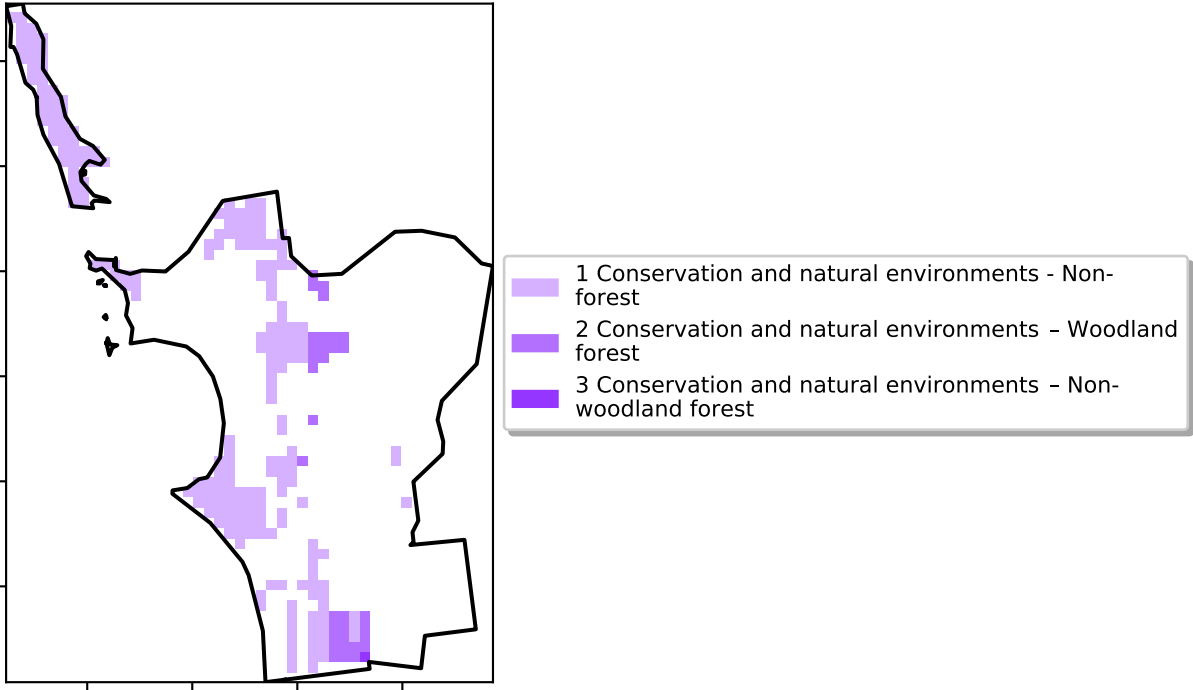 1 Conservation and natural environments - Non-
forest
2 Conservation and natural environments – Woodland
forest
3 Conservation and natural environments – Non-
woodland forest